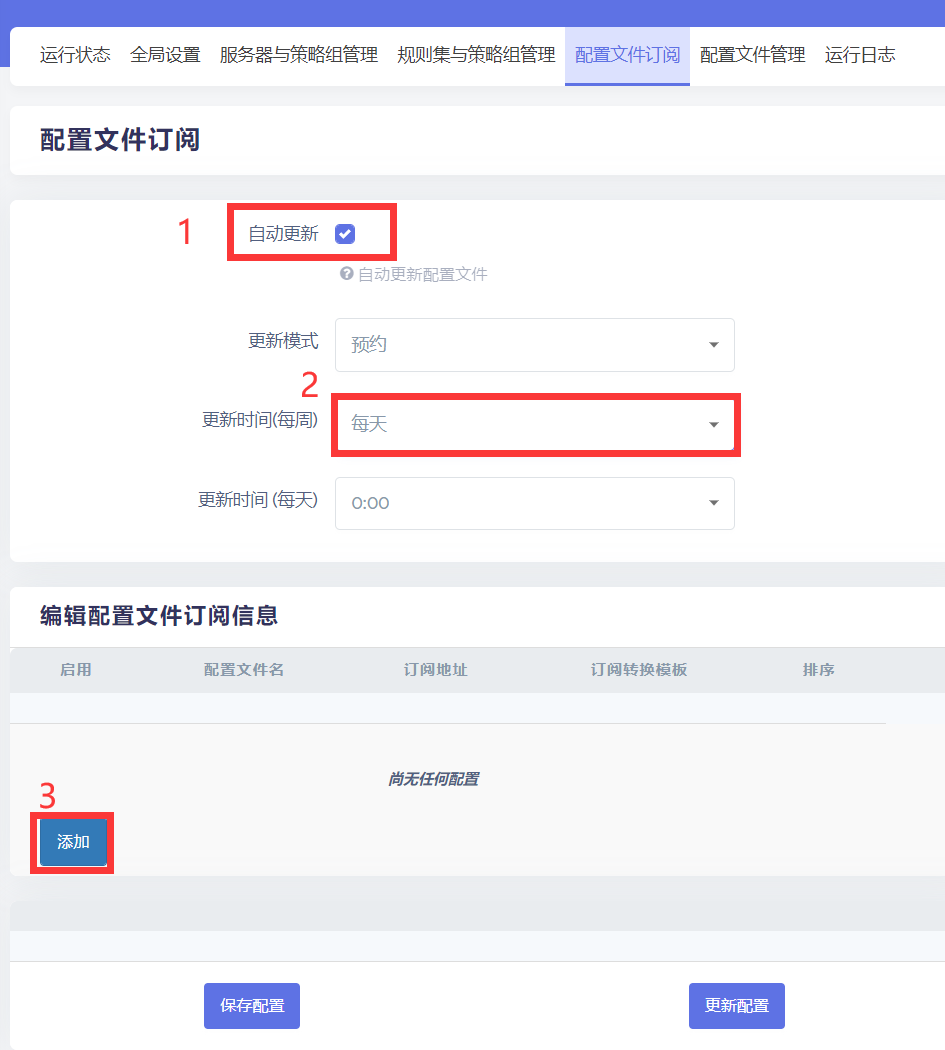 运行状态 全局设置 服务器与策略组管理 规则集与策略组管理 配置文件订阅 配置文件管理 运行日志
配置文件订阅
1 自动更新
自动更新配置文件
更新模式 预约
2
更新时间(每周) 每天
更新时间 (每天) 0:00
编辑配置文件订阅信息
启用 配置文件名 订阅地址 订阅转换模板 排序
尚无任何配置
3
添加
保存配置 更新配置